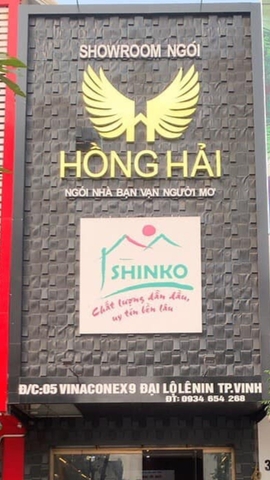 SHOWROOM NGÓI
HỒNG HẢI
NGÓI NHÀ BẠN VẠN NGƯỜI MƠ
SHINKO
Chất lượng dẫn đầu,
uy tín bền lâu
Đ/C:05 VINACONEX9 ĐẠI LỘ LÊNIN TP.VINH
ĐT: 0934 654 268